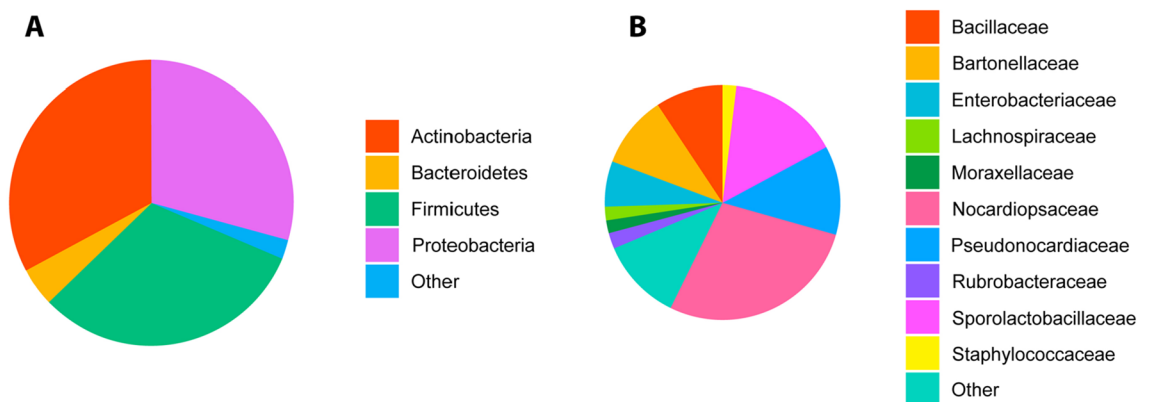 A
Actinobacteria
Bacteroidetes
Firmicutes
Proteobacteria
Other
B
Bacillaceae
Bartonellaceae
Enterobacteriaceae
Lachnospiraceae
Moraxellaceae
Nocardiopsaceae
Pseudonocardiaceae
Rubrobacteraceae
Sporolactobacillaceae
Staphylococcaceae
Other